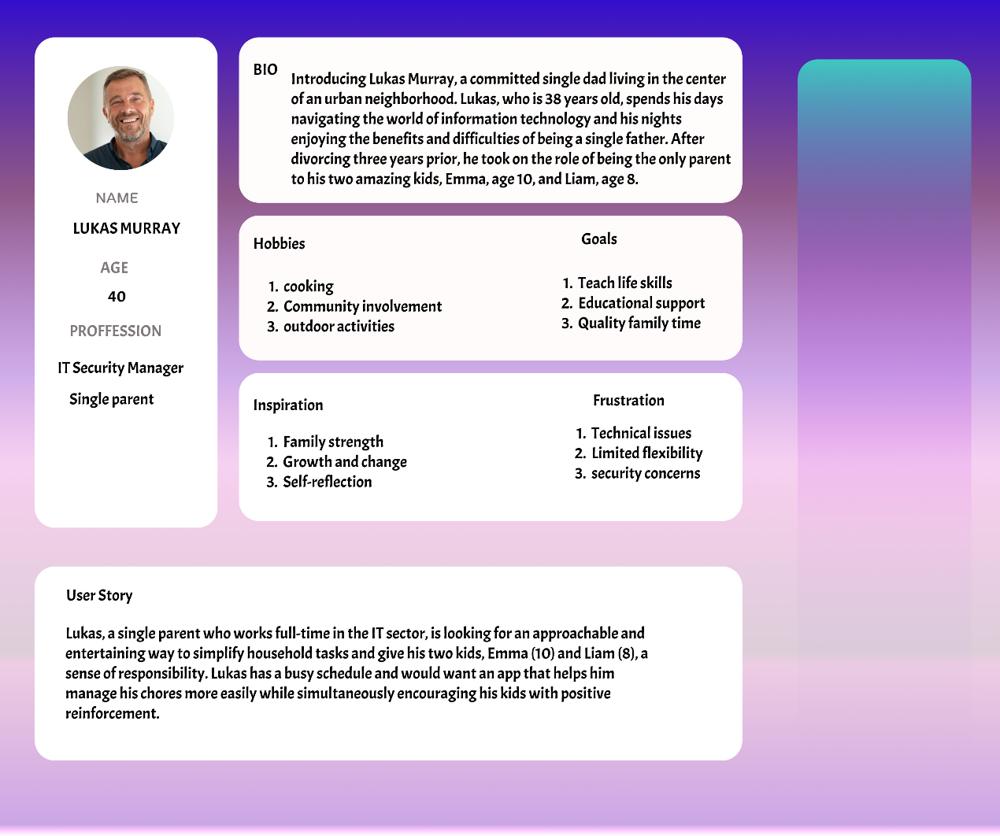 NAME
LUKAS MURRAY
AGE
40
PROFFESSION
IT Security Manager
Single parent
BIO
Introducing Lukas Murray, a committed single dad living in the center
of an urban neighborhood. Lukas, who is 38 years old, spends his days
navigating the world of information technology and his nights
enjoying the benefits and difficulties of being a single father. After
divorcing three years prior, he took on the role of being the only parent
to his two amazing kids, Emma, age 10, and Liam, age 8.
Hobbies
1. cooking
2. Community involvement
3. outdoor activities
Goals
1. Teach life skills
2. Educational support
3. Quality family time
Inspiration
1. Family strength
2. Growth and change
3. Self-reflection
Frustration
1. Technical issues
2. Limited flexibility
3. security concerns
User Story
Lukas, a single parent who works full-time in the IT sector, is looking for an approachable and
entertaining way to simplify household tasks and give his two kids, Emma (10) and Liam (8), a
sense of responsibility. Lukas has a busy schedule and would want an app that helps him
manage his chores more easily while simultaneously encouraging his kids with positive
reinforcement.